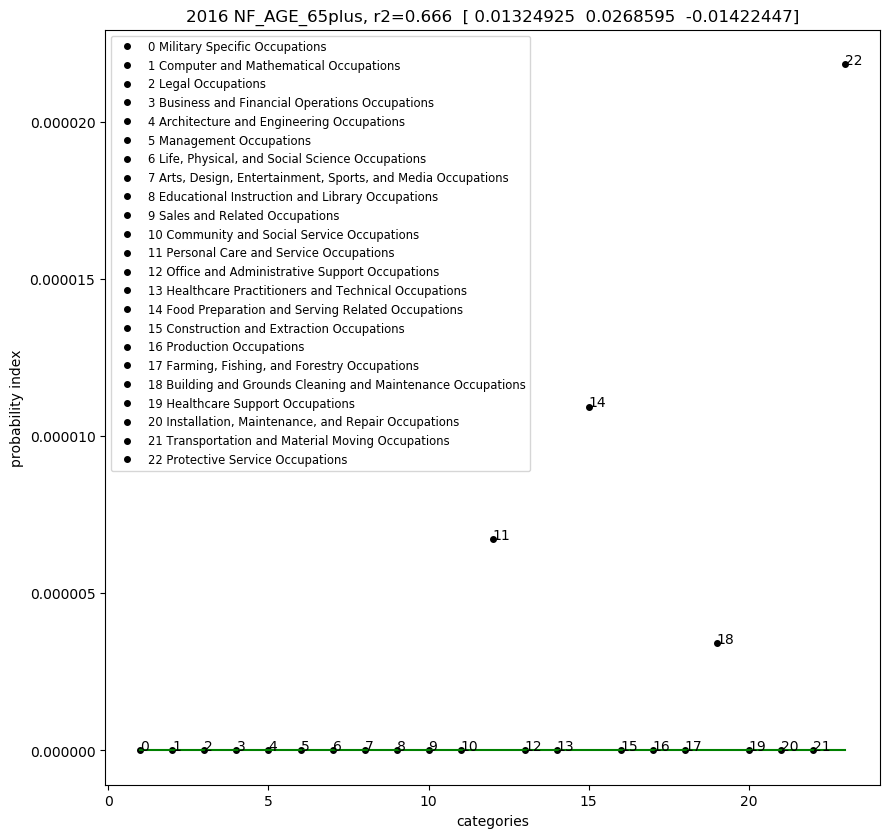 2016 NF_AGE_65plus, r2=0.666  [ 0.01324925  0.0268595  -0.01422447]
0 Military Specific Occupations
1 Computer and Mathematical Occupations
2 Legal Occupations
3 Business and Financial Operations Occupations
4 Architecture and Engineering Occupations
5 Management Occupations
6 Life, Physical, and Social Science Occupations
7 Arts, Design, Entertainment, Sports, and Media Occupations
8 Educational Instruction and Library Occupations
9 Sales and Related Occupations
10 Community and Social Service Occupations
11 Personal Care and Service Occupations
12 Office and Administrative Support Occupations
13 Healthcare Practitioners and Technical Occupations
14 Food Preparation and Serving Related Occupations
15 Construction and Extraction Occupations
16 Production Occupations
17 Farming, Fishing, and Forestry Occupations
18 Building and Grounds Cleaning and Maintenance Occupations
19 Healthcare Support Occupations
20 Installation, Maintenance, and Repair Occupations
21 Transportation and Material Moving Occupations
22 Protective Service Occupations
probability index
0.000020
0.000015
0.000010
0.000005
0.000000
22
14
11
18
0 1 2 3 4 5 6 7 8 9 10 12 13 15 16 17 19 20 21
0 5 10 15 20
categories